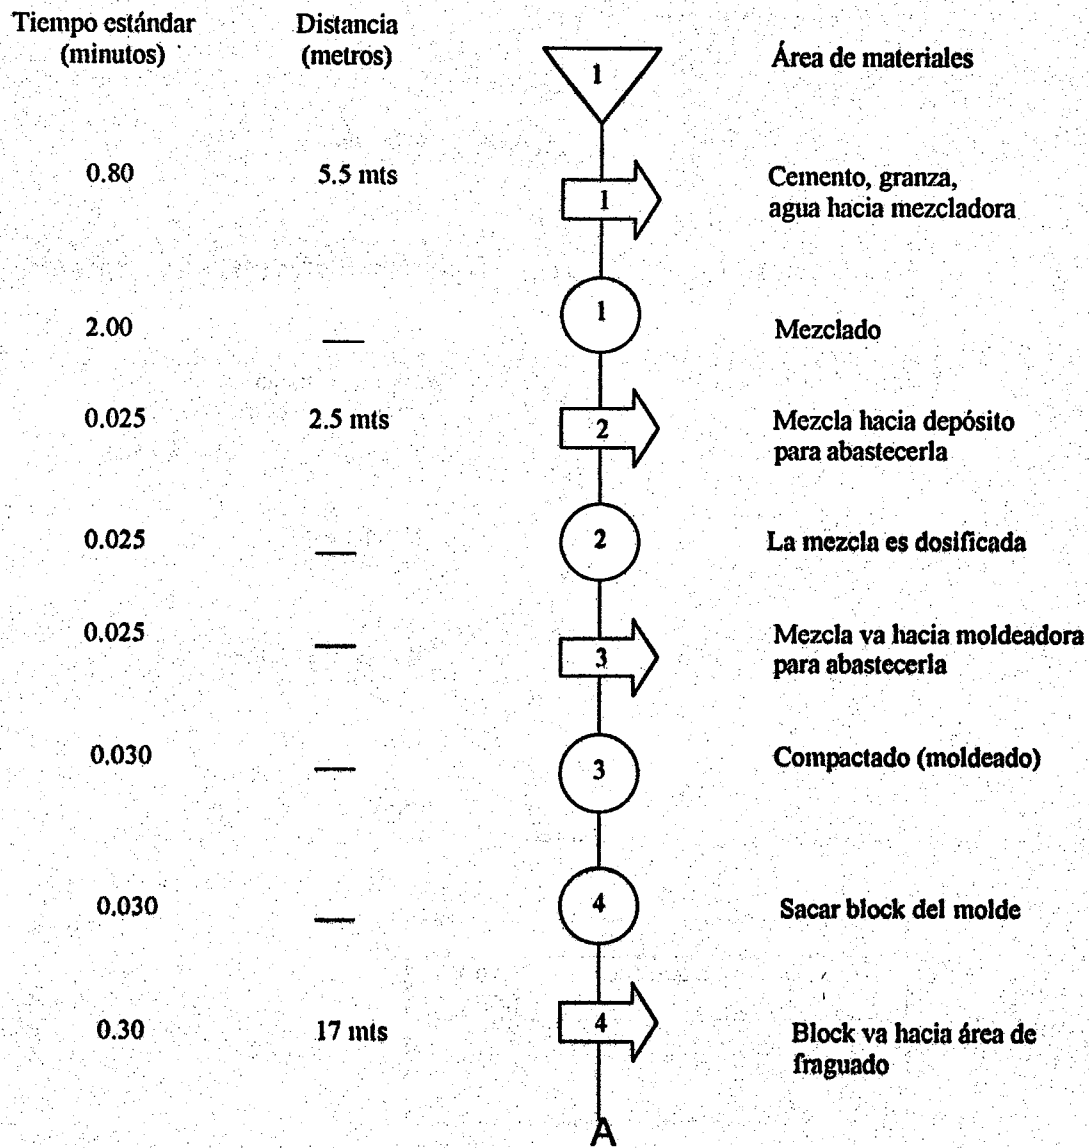 Tiempo estándar
(minutos)
Distancia
(metros)
1
Área de materiales
0.80
5.5 mts
1
Cemento, granza,
agua hacia mezcladora
2.00
—
1
Mezclado
0.025
2.5 mts
2
Mezcla hacia depósito
para abastecerla
0.025
—
2
La mezcla es dosificada
0.025
—
3
Mezcla va hacia moldeadora
para abastecerla
0.030
—
3
Compactado (moldeado)
0.030
—
4
Sacar block del molde
0.30
17 mts
4
Block va hacia área de
fraguado
A